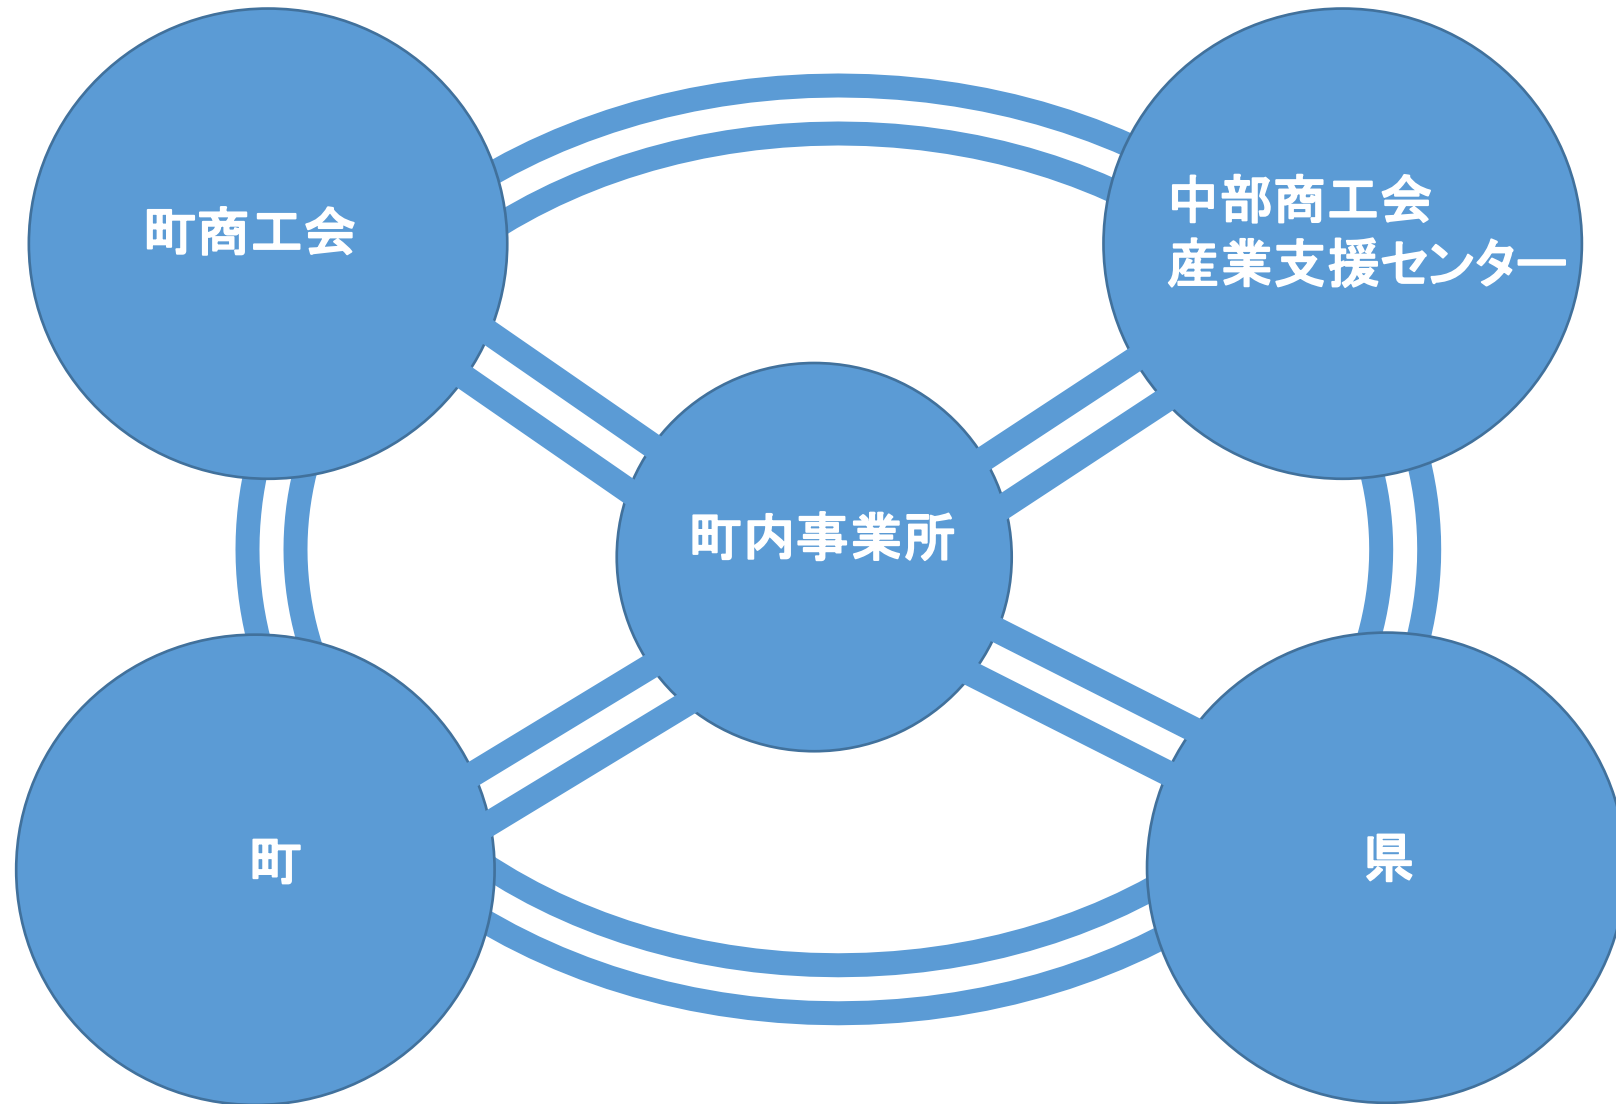 町商工会
中部商工会
産業支援センター
町内事業所
町
県